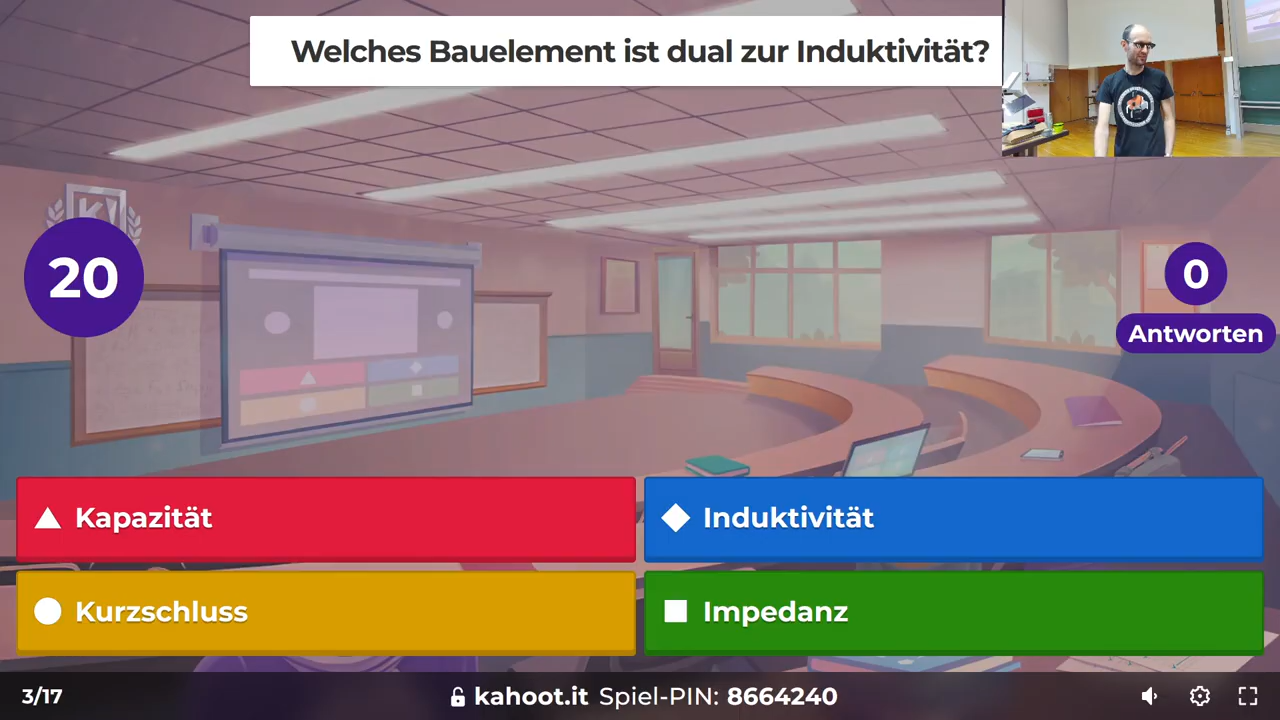 Welches Bauelement ist dual zur Induktivität?
20
0
Antworten
Kapazität
Induktivität
Kurzschluss
Impedanz
3/17
kahoot.it Spiel-PIN: 8664240